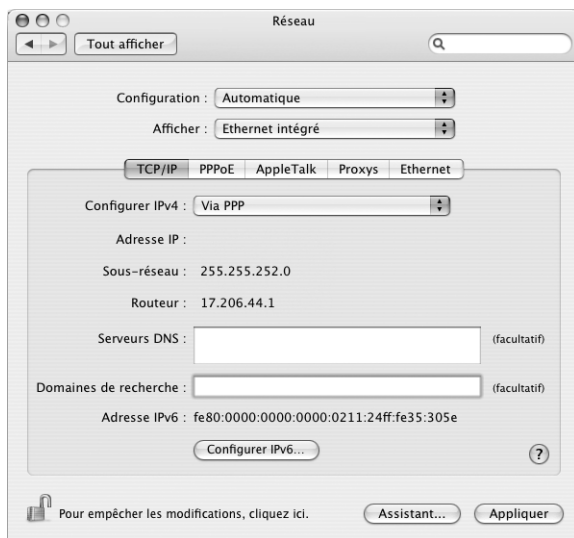 Réseau
Tout afficher
Configuration : Automatique
Afficher : Ethernet intégré
TCP/IP PPPoE AppleTalk Proxys Ethernet
Configurer IPv4 : Via PPP
Adresse IP :
Sous-réseau : 255.255.252.0
Routeur : 17.206.44.1
Serveurs DNS : (facultatif)
Domaines de recherche : (facultatif)
Adresse IPv6 : fe80:0000:0000:0000:0211:24ff:fe35:305e
Configurer IPv6... ?
Pour empêcher les modifications, cliquez ici. Assistant... Appliquer